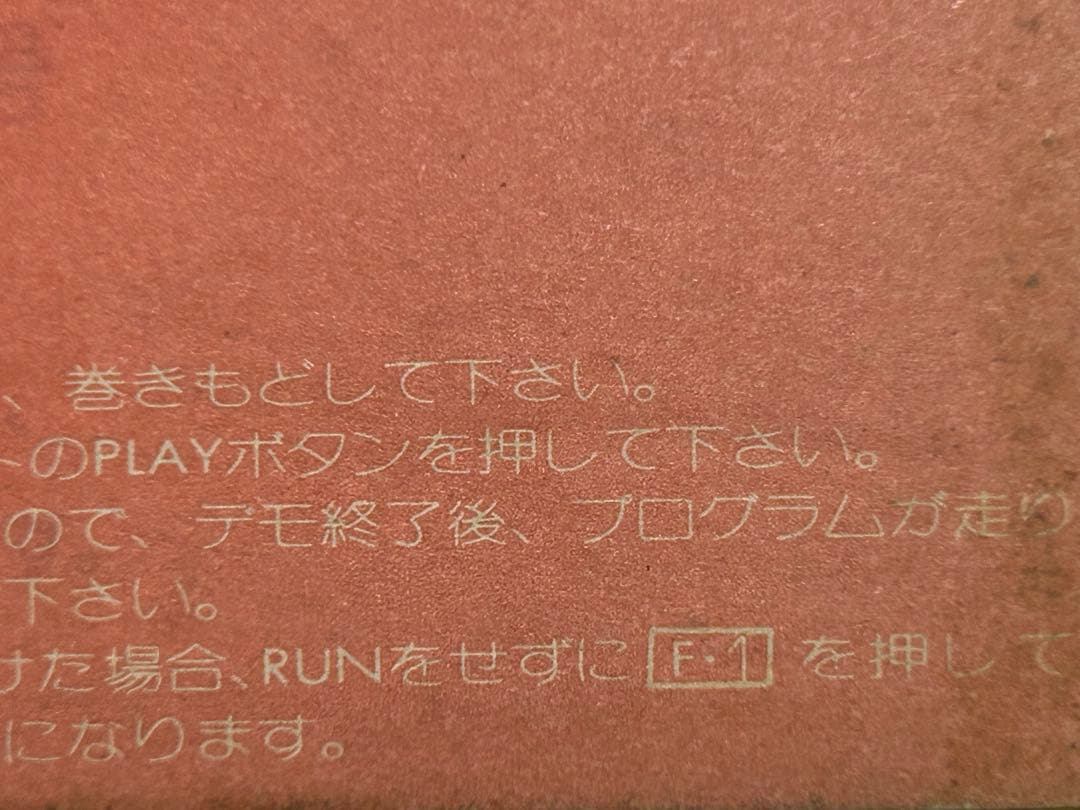 、巻きもどして下さい。
トのPLAYボタンを押して下さい。
ので、デモ終了後、プログラムが走り
下さい。
けた場合、RUNをせずに F・1 を押して
になります。